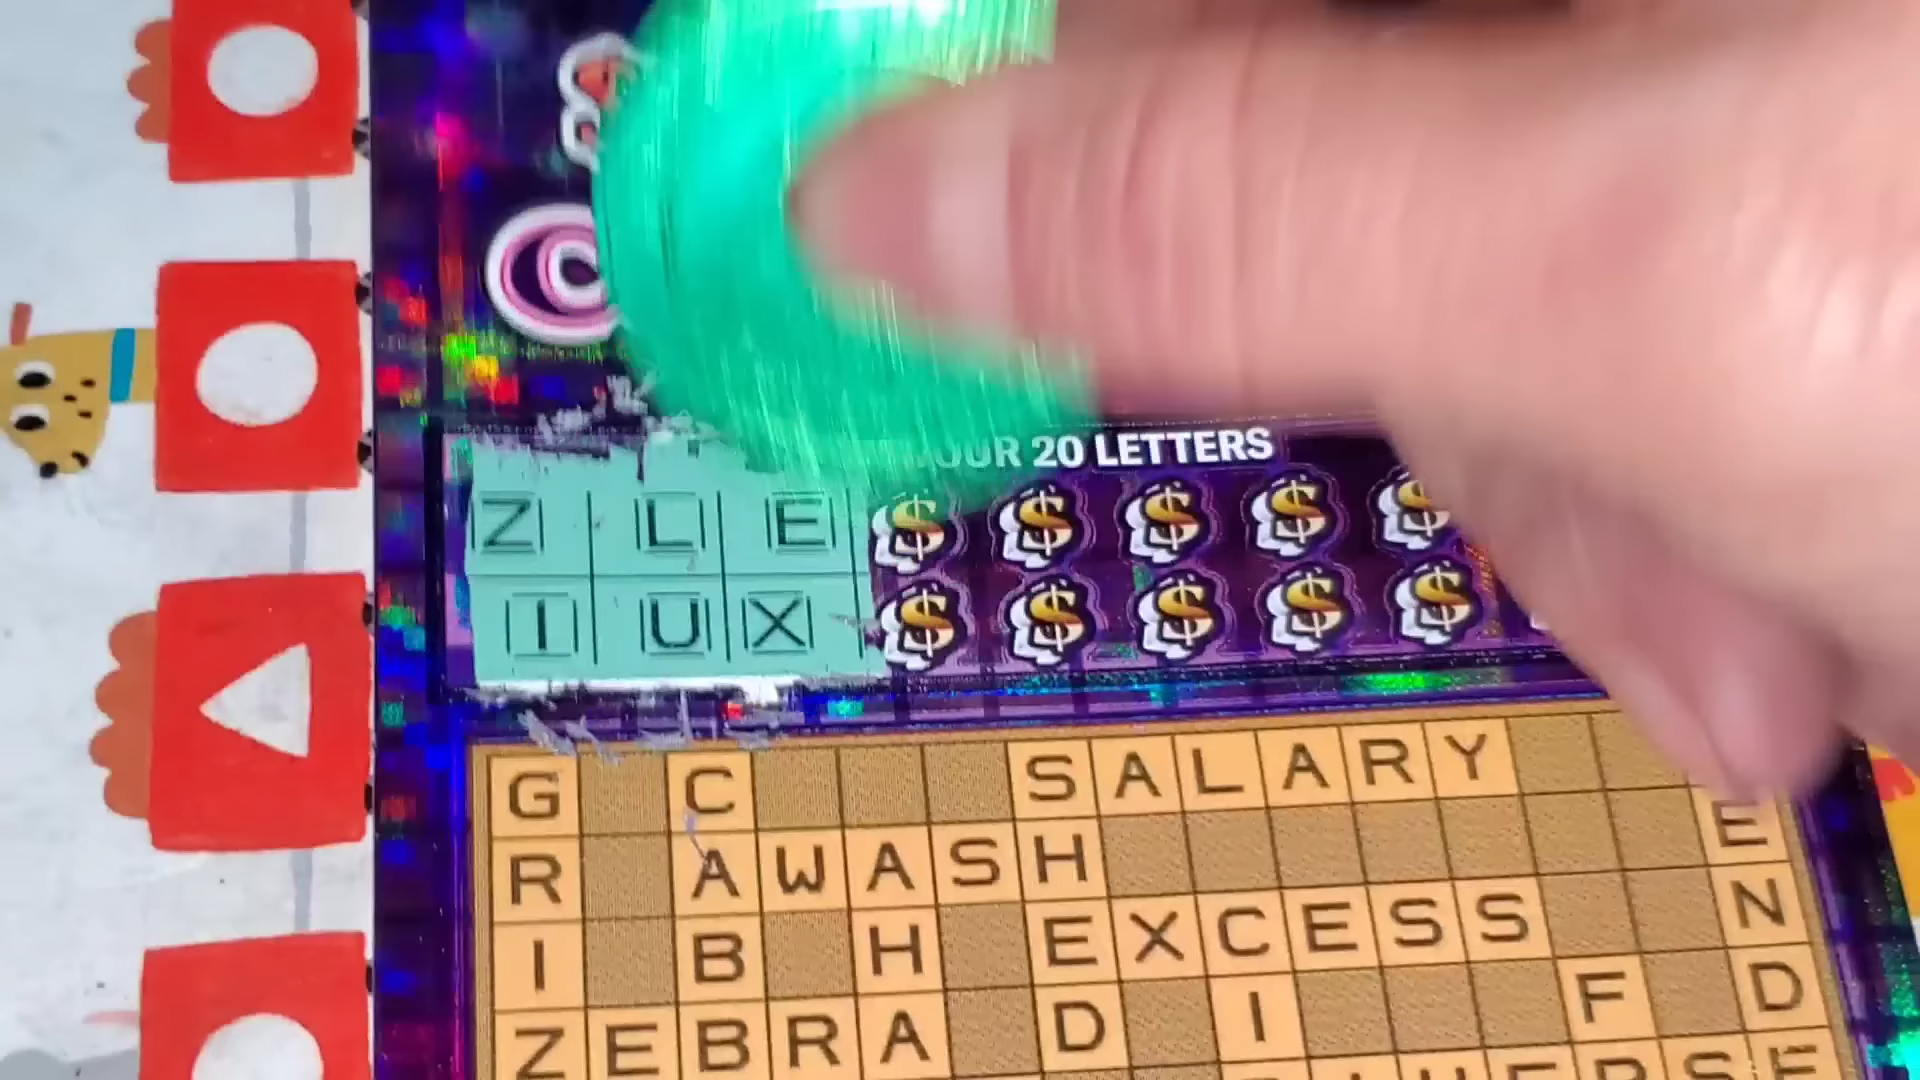 OUR 20 LETTERS
Z L E
I U X
G C SALARY
R AWASH E
I B H EXCESS N
ZEBRA D I F D